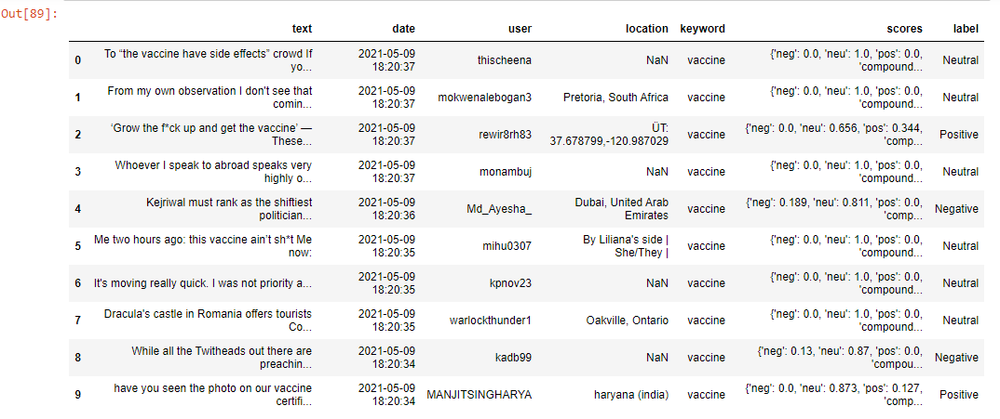 Out[89]:
text date user location keyword scores label
0 To “the vaccine have side effects” crowd If yo... 2021-05-09 18:20:37 thischeena NaN vaccine {'neg': 0.0, 'neu': 1.0, 'pos': 0.0, 'compound... Neutral
1 From my own observation I don't see that comin... 2021-05-09 18:20:37 mokwenalebogan3 Pretoria, South Africa vaccine {'neg': 0.0, 'neu': 1.0, 'pos': 0.0, 'compound... Neutral
2 ‘Grow the f*ck up and get the vaccine’ — These... 2021-05-09 18:20:37 rewir8rh83 ÜT: 37.678799,-120.987029 vaccine {'neg': 0.0, 'neu': 0.656, 'pos': 0.344, 'comp... Positive
3 Whoever I speak to abroad speaks very highly o... 2021-05-09 18:20:37 monambuj NaN vaccine {'neg': 0.0, 'neu': 1.0, 'pos': 0.0, 'compound... Neutral
4 Kejriwal must rank as the shiftiest politician... 2021-05-09 18:20:36 Md_Ayesha_ Dubai, United Arab Emirates vaccine {'neg': 0.189, 'neu': 0.811, 'pos': 0.0, 'comp... Negative
5 Me two hours ago: this vaccine ain’t sh*t Me now: 2021-05-09 18:20:35 mihu0307 By Liliana's side | She/They | vaccine {'neg': 0.0, 'neu': 1.0, 'pos': 0.0, 'compound... Neutral
6 It's moving really quick. I was not priority a... 2021-05-09 18:20:35 kpnov23 NaN vaccine {'neg': 0.0, 'neu': 1.0, 'pos': 0.0, 'compound... Neutral
7 Dracula's castle in Romania offers tourists Co... 2021-05-09 18:20:35 warlockthunder1 Oakville, Ontario vaccine {'neg': 0.0, 'neu': 1.0, 'pos': 0.0, 'compound... Neutral
8 While all the Twitheads out there are preachin... 2021-05-09 18:20:34 kadb99 NaN vaccine {'neg': 0.13, 'neu': 0.87, 'pos': 0.0, 'compou... Negative
9 have you seen the photo on our vaccine certifi... 2021-05-09 18:20:34 MANJITSINGHARYA haryana (india) vaccine {'neg': 0.0, 'neu': 0.873, 'pos': 0.127, 'comp... Positive